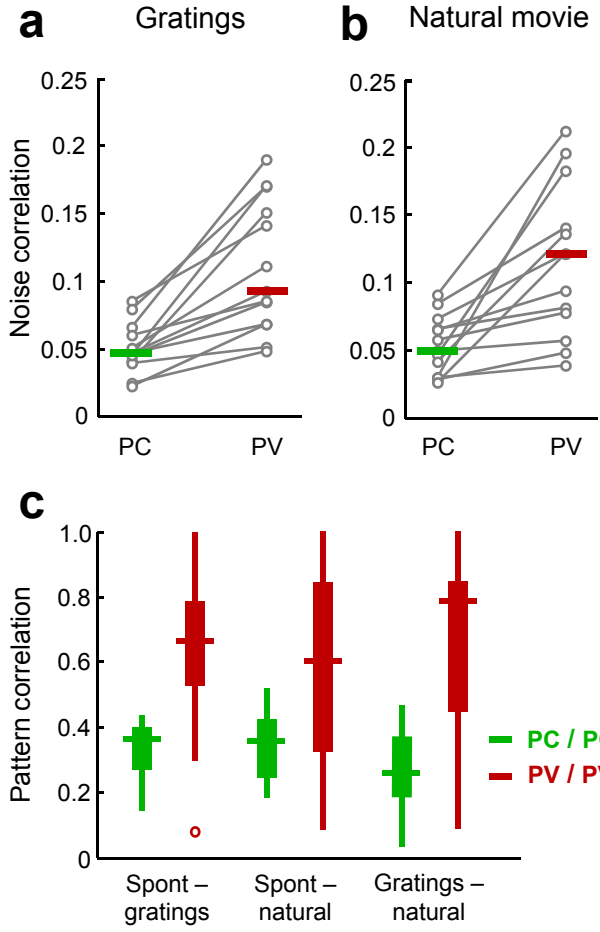 a Gratings
b Natural movie
Noise correlation
0.25
0.2
0.15
0.1
0.05
0
PC PV
0.25
0.2
0.15
0.1
0.05
0
PC PV
c
Pattern correlation
1.0
0.8
0.6
0.4
0.2
0
PC / P
PV / P
Spont –
gratings
Spont –
natural
Gratings –
natural